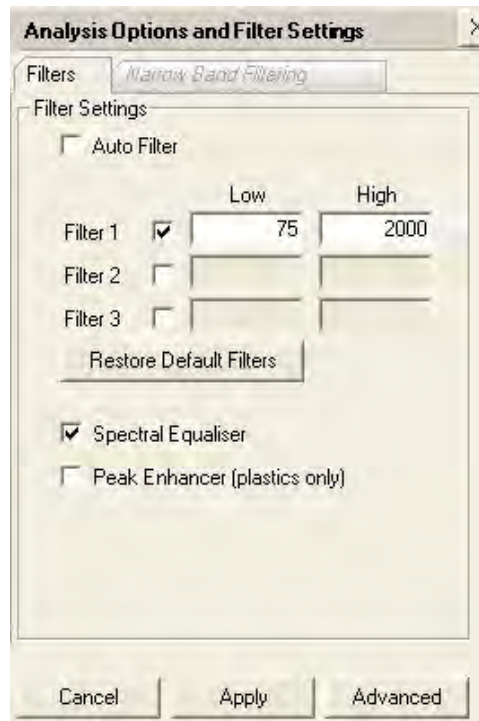 Analysis Options and Filter Settings
Filters
Narrow Band Filtering
Filter Settings
Auto Filter
Low High
Filter 1 75 2000
Filter 2
Filter 3
Restore Default Filters
Spectral Equaliser
Peak Enhancer (plastics only)
Cancel Apply Advanced